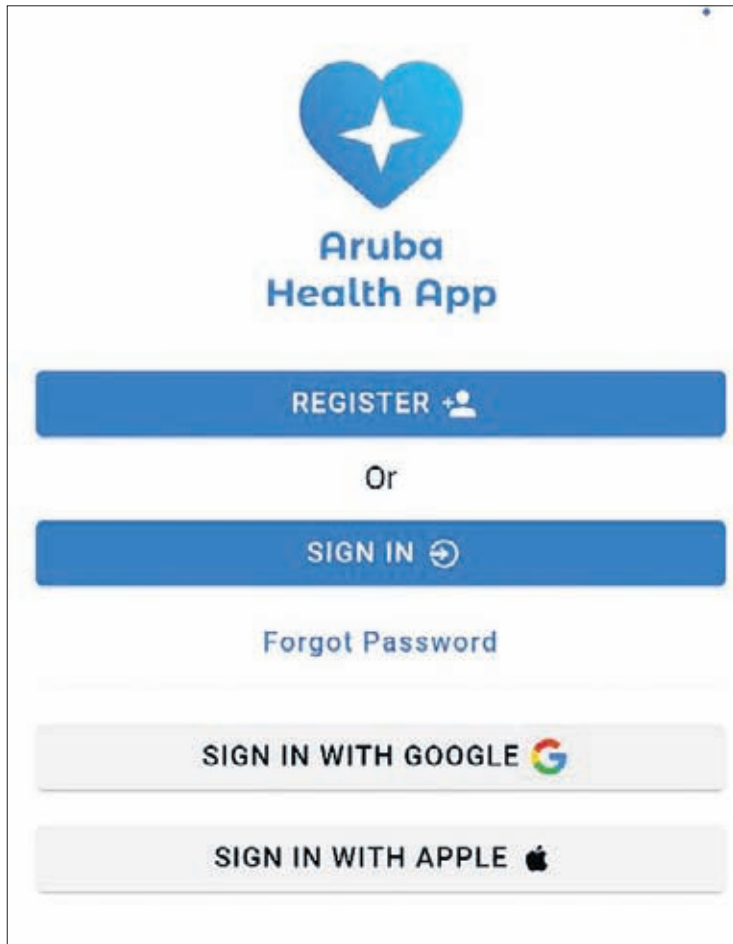 Aruba
Health App
REGISTER
Or
SIGN IN
Forgot Password
SIGN IN WITH GOOGLE
SIGN IN WITH APPLE